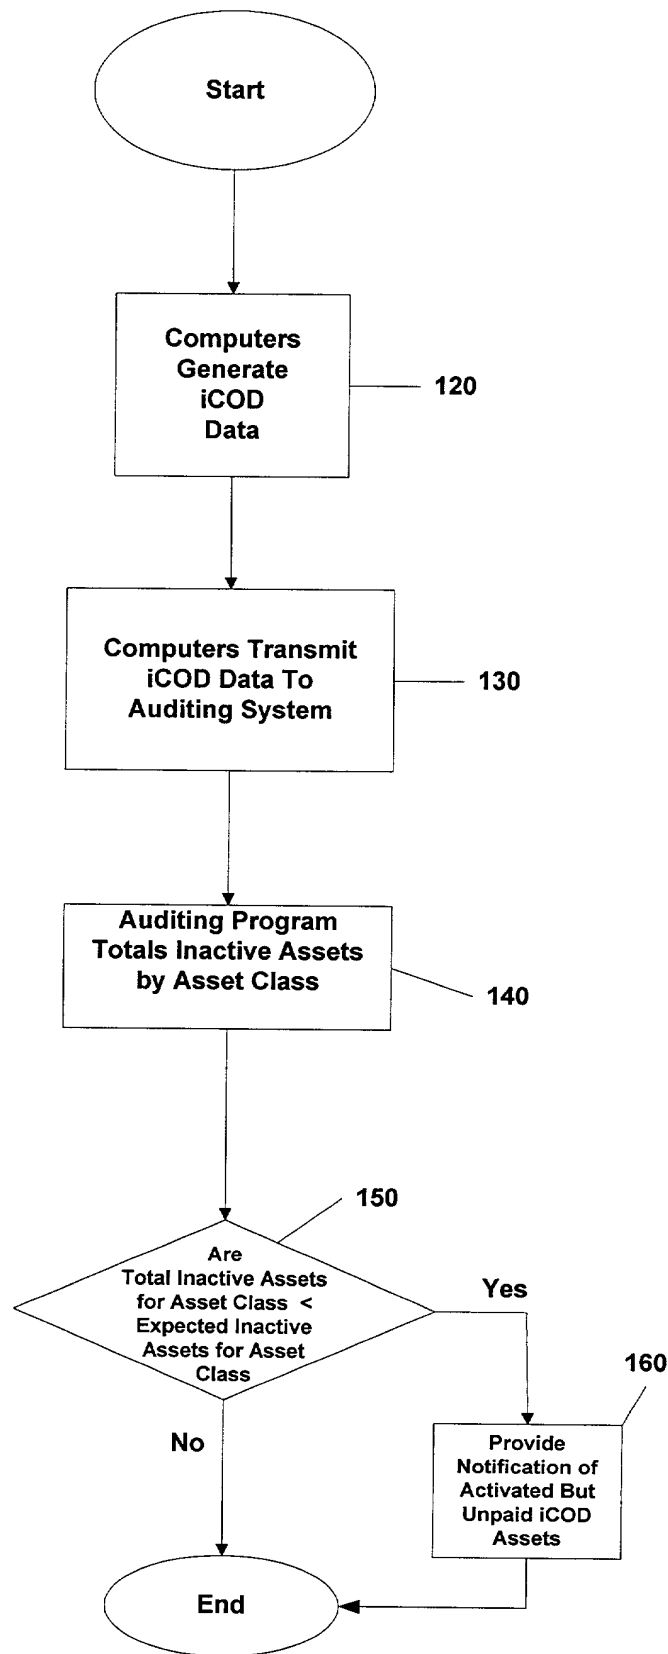 Start
Computers
Generate
iCOD
Data
120
Computers Transmit
iCOD Data To
Auditing System
130
Auditing Program
Totals Inactive Assets
by Asset Class
140
150
Are
Total Inactive Assets
for Asset Class <
Expected Inactive
Assets for Asset
Class
Yes
No
160
Provide
Notification of
Activated But
Unpaid iCOD
Assets
End